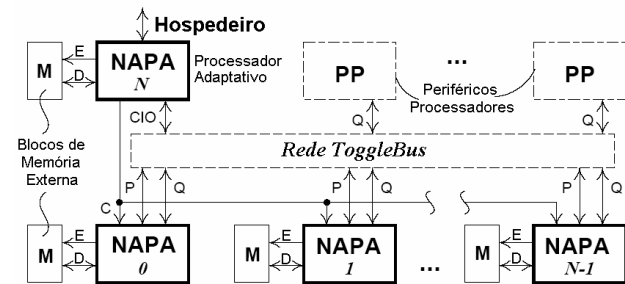 Hospedeiro
M
E
D
NAPA
N
Processador
Adaptativo
PP
...
PP
Periféricos
Processadores
CIO
Q
Q
Blocos de
Memória
Externa
Rede ToggleBus
C
P
Q
P
Q
P
Q
M
E
D
NAPA
0
M
E
D
NAPA
1
...
M
E
D
NAPA
N-1